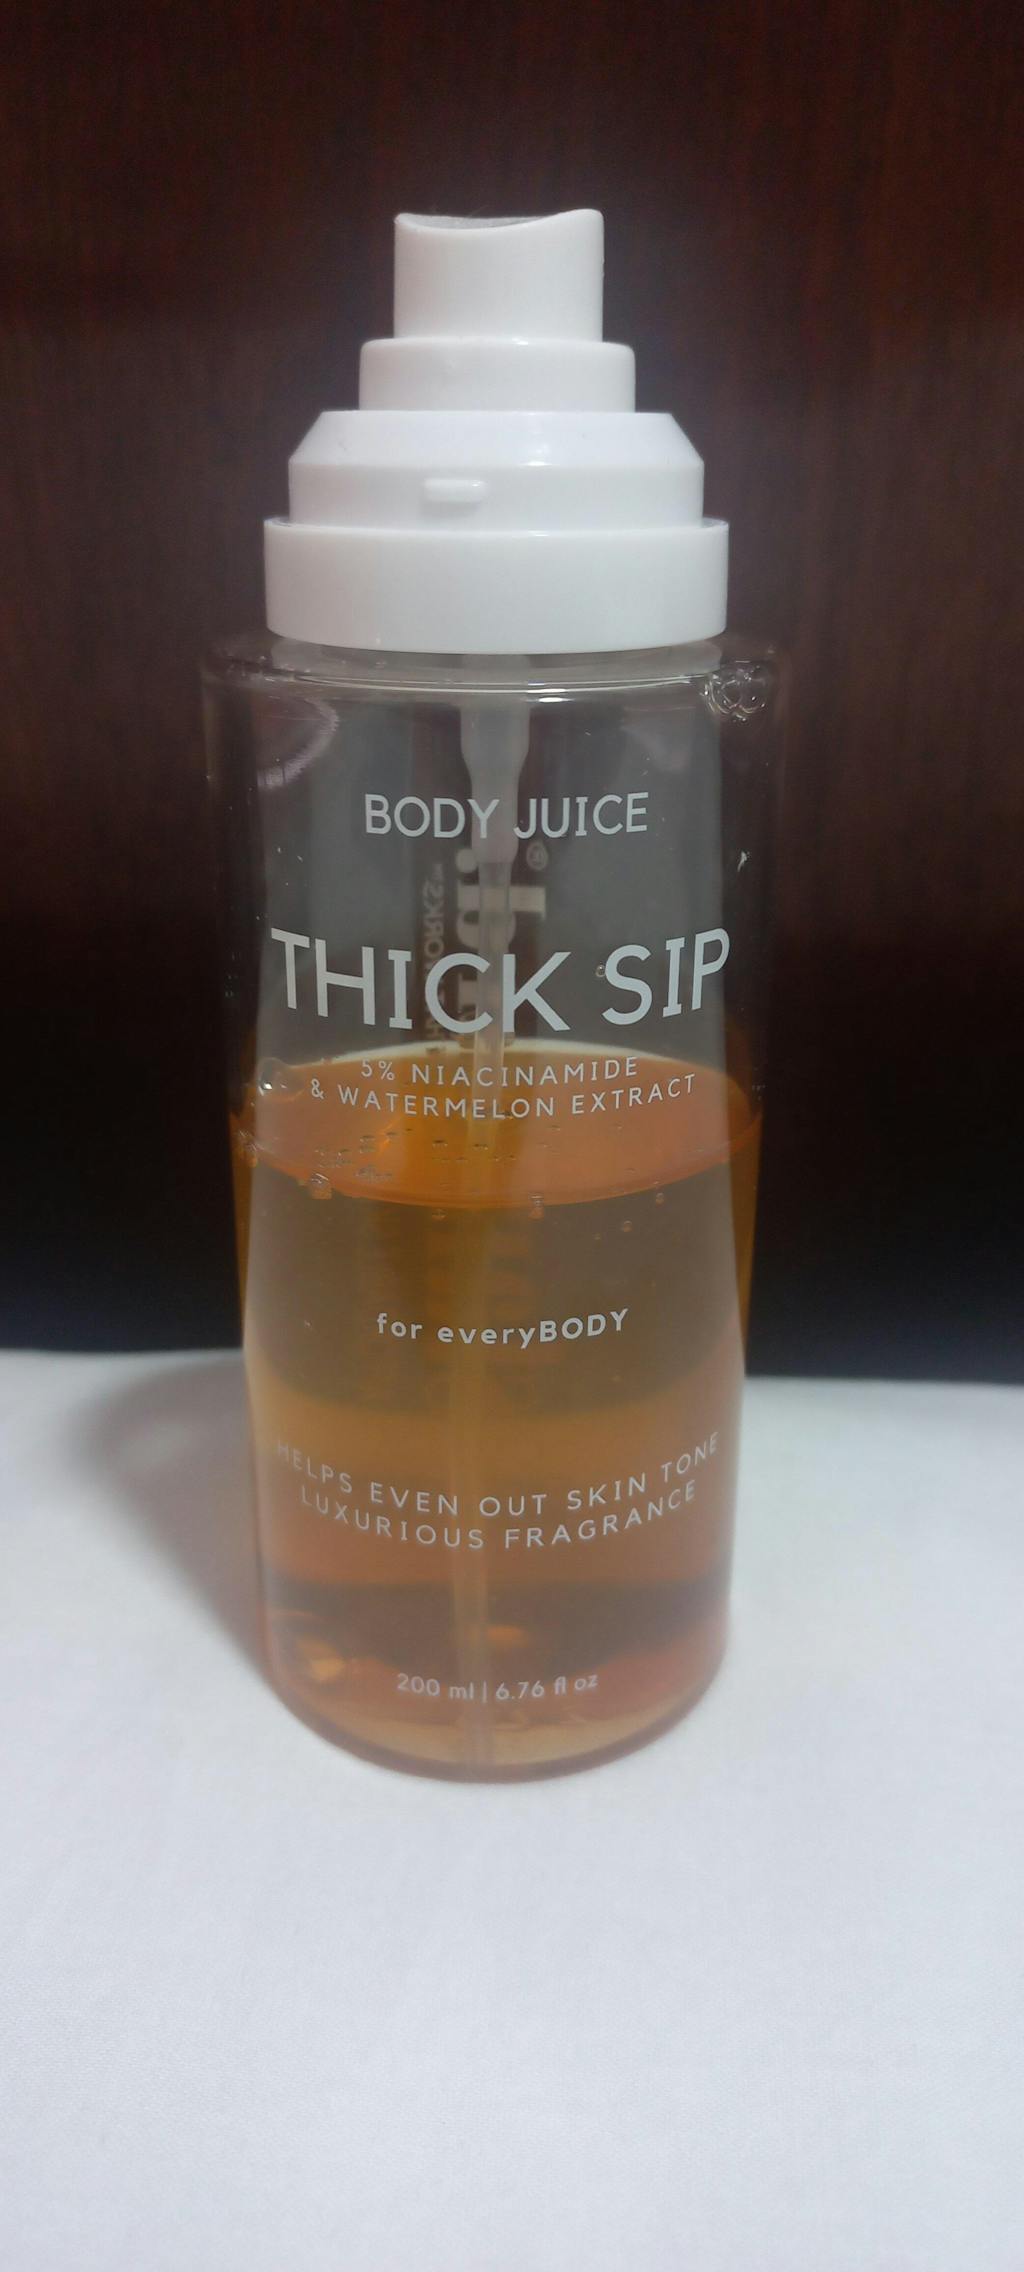 BODY JUICE
THICK SIP
5% NIACINAMIDE
& WATERMELON EXTRACT
for everyBODY
HELPS EVEN OUT SKIN TONE
LUXURIOUS FRAGRANCE
200 ml | 6.76 fl oz